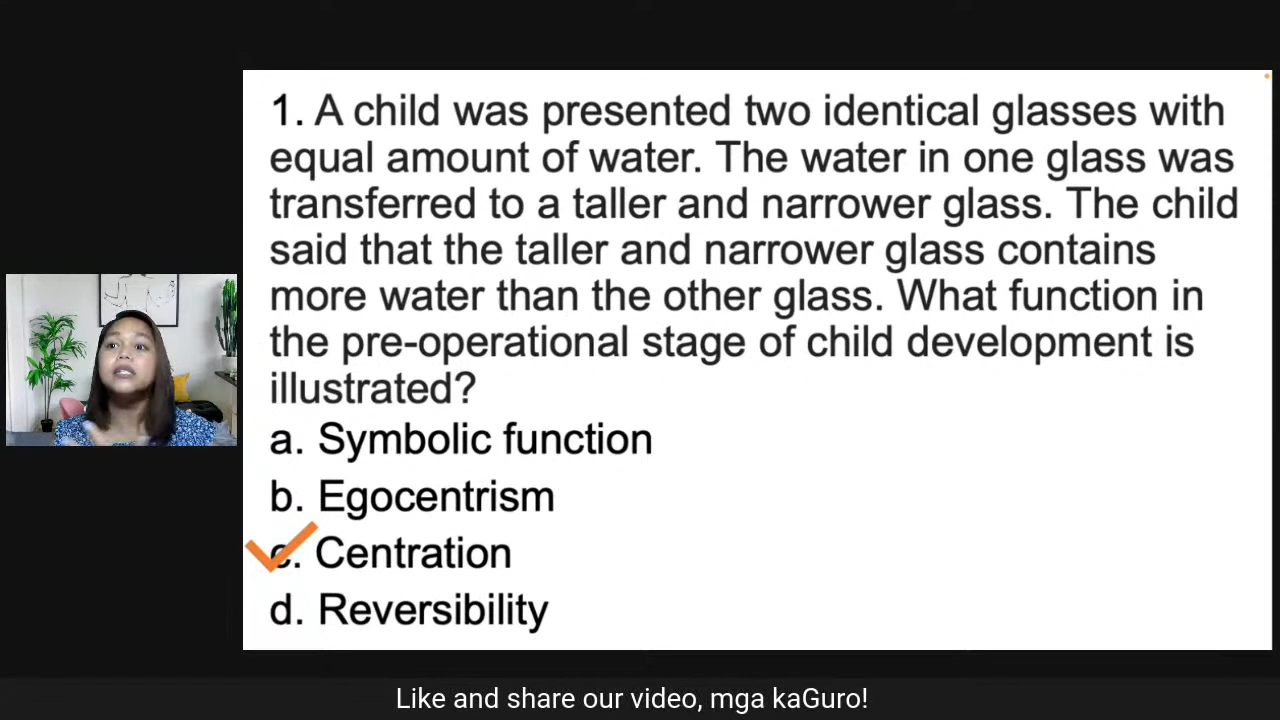 1. A child was presented two identical glasses with
equal amount of water. The water in one glass was
transferred to a taller and narrower glass. The child
said that the taller and narrower glass contains
more water than the other glass. What function in
the pre-operational stage of child development is
illustrated?
a. Symbolic function
b. Egocentrism
c. Centration
d. Reversibility
Like and share our video, mga kaGuro!